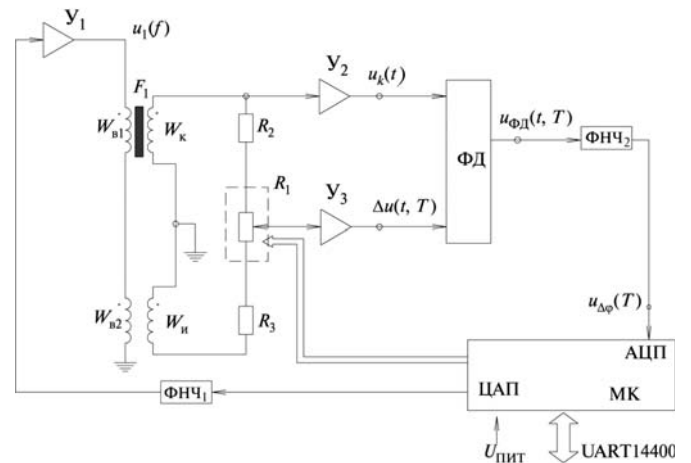 У1
u1(f)
У2
uk(t)
F1
Wв1
Wк
R2
ФД
uФД(t, T)
ФНЧ2
R1
У3
Δu(t, T)
Wв2
Wи
R3
uΔφ(T)
АЦП
ЦАП
МК
ФНЧ1
UПИТ
UART14400